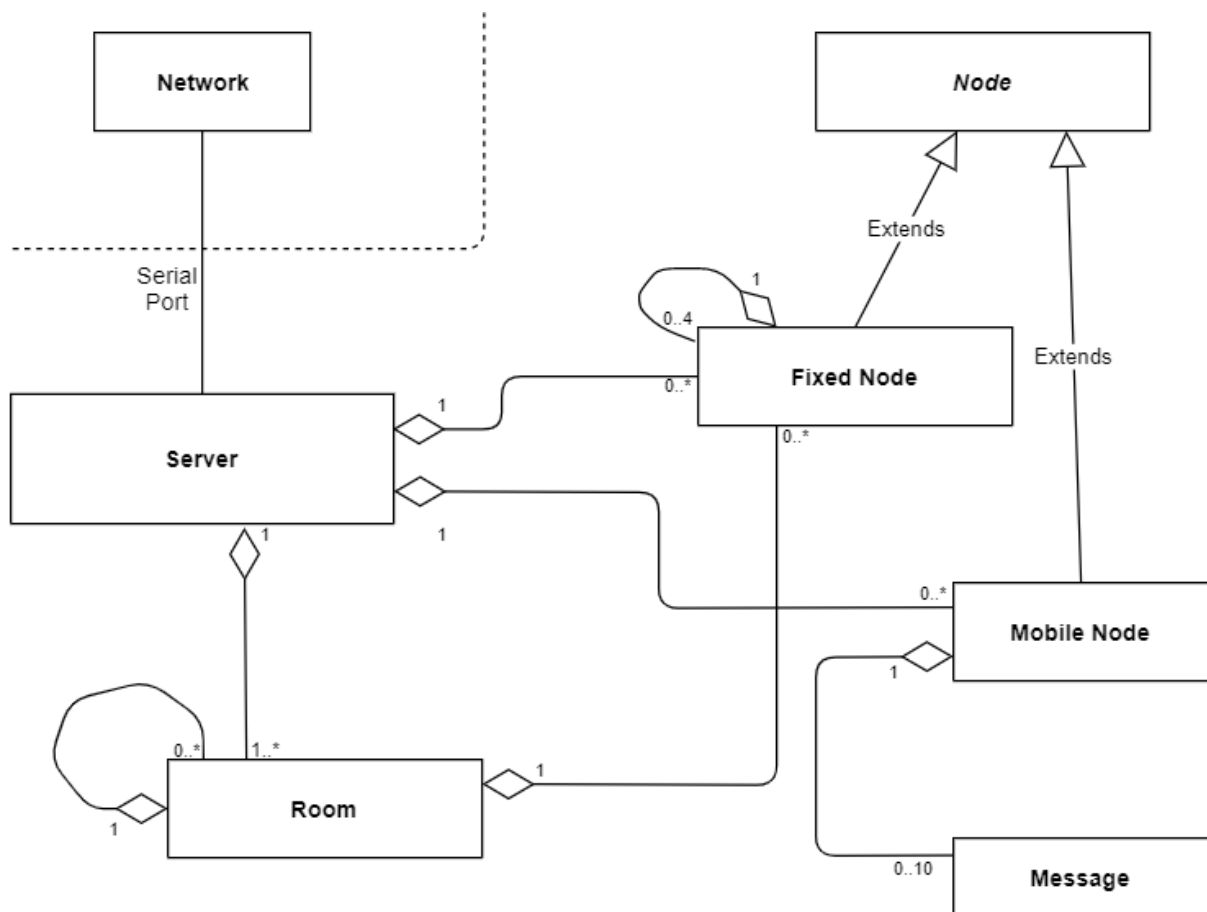 Network
Node
Extends
Serial
Port
1
0..4
Extends
Fixed Node
0..*
1
0..*
Server
1
1
0..*
Mobile Node
1
0..*
1..*
1
Room
1
0..10
Message